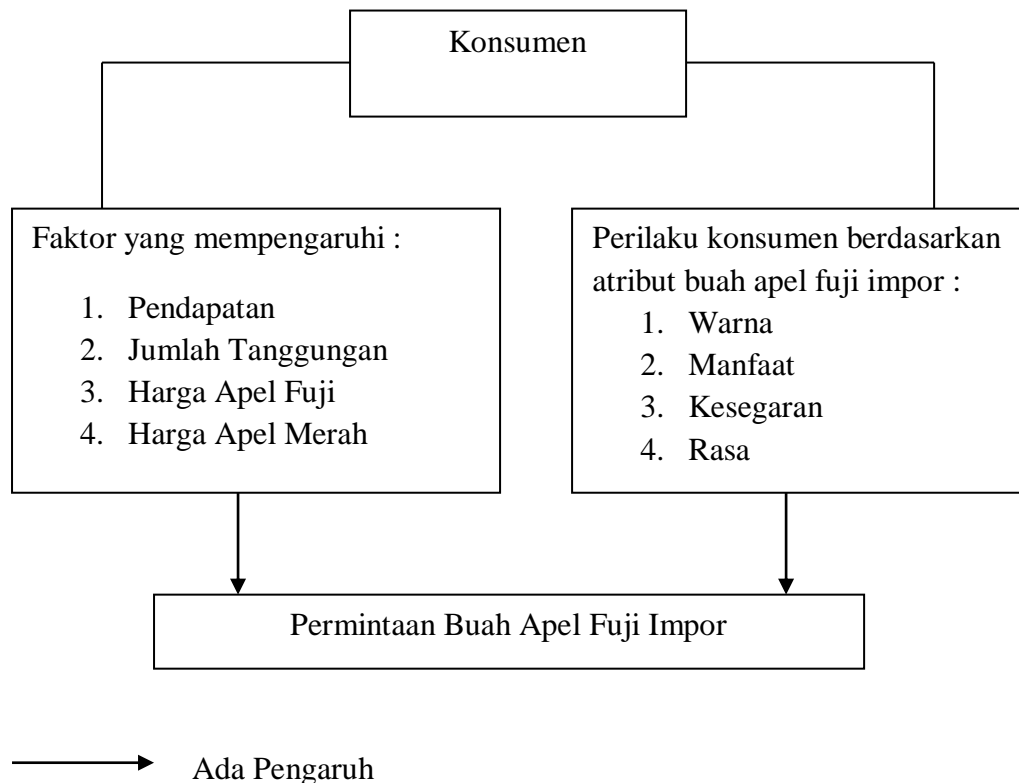 Konsumen
Faktor yang mempengaruhi :
1. Pendapatan
2. Jumlah Tanggungan
3. Harga Apel Fuji
4. Harga Apel Merah
Perilaku konsumen berdasarkan
atribut buah apel fuji impor :
1. Warna
2. Manfaat
3. Kesegaran
4. Rasa
Permintaan Buah Apel Fuji Impor
Ada Pengaruh